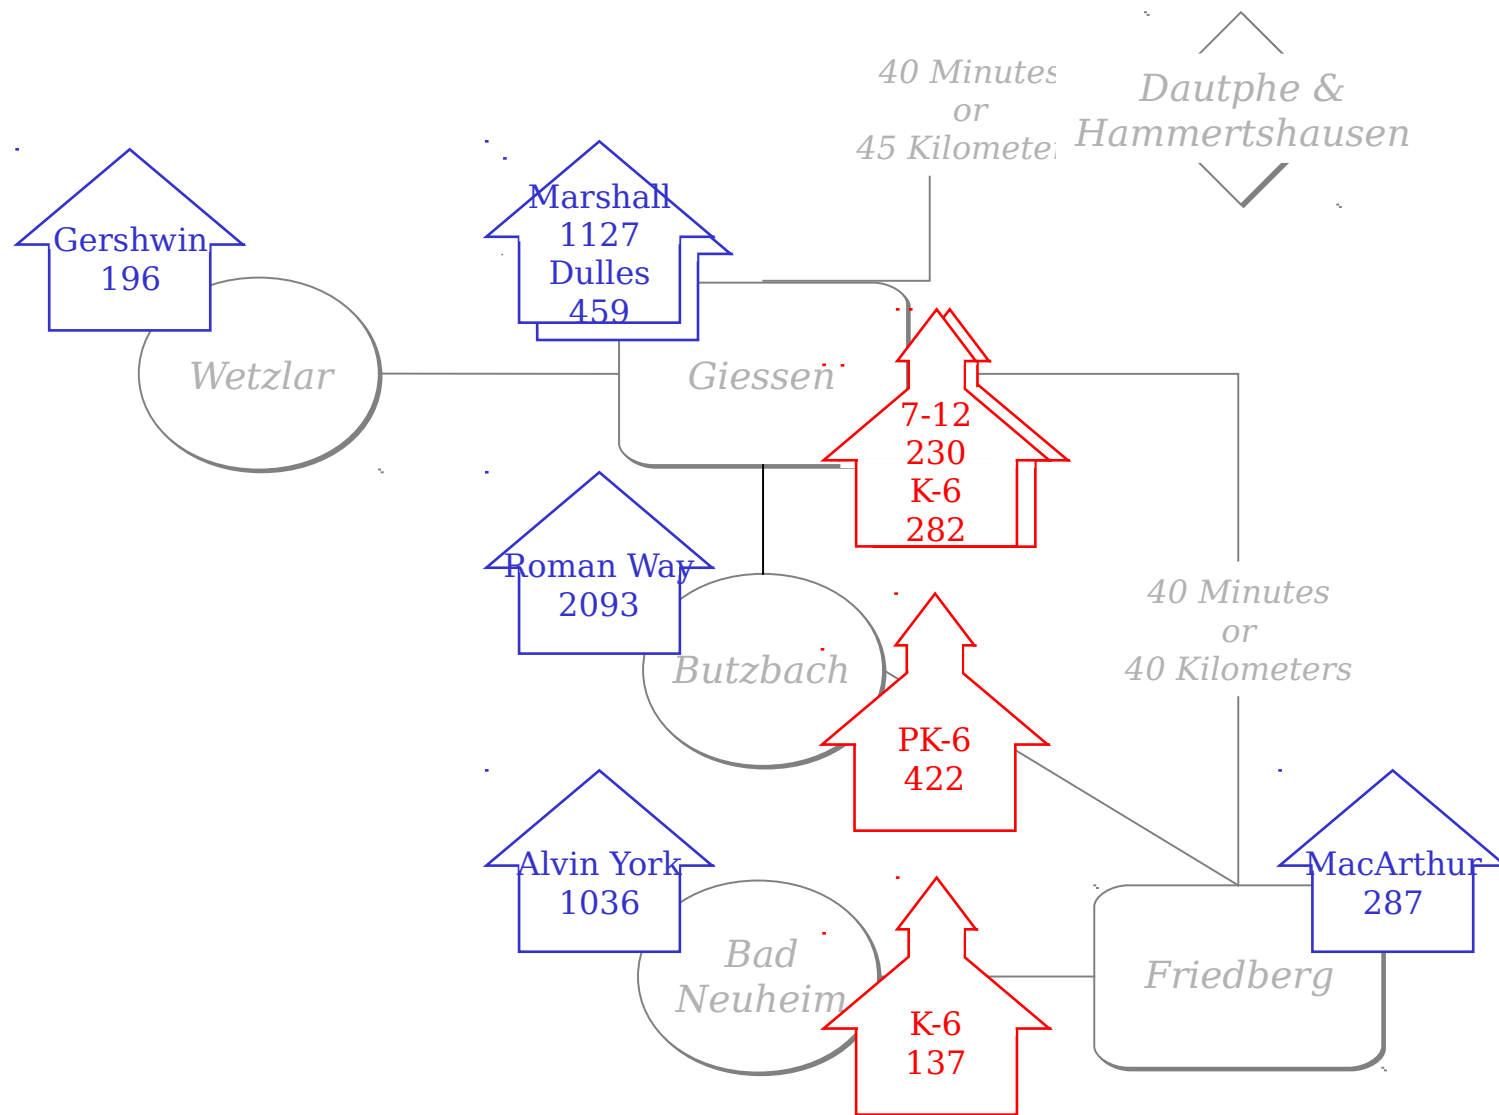 40 Minutes
or
45 Kilometer
Dautphe &
Hammertshausen
Gershwin
196
Marshall
1127
Dulles
459
Wetzlar
Giessen
7-12
230
K-6
282
Roman Way
2093
40 Minutes
or
40 Kilometers
Butzbach
PK-6
422
Alvin York
1036
MacArthur
287
Bad
Neuheim
Friedberg
K-6
137